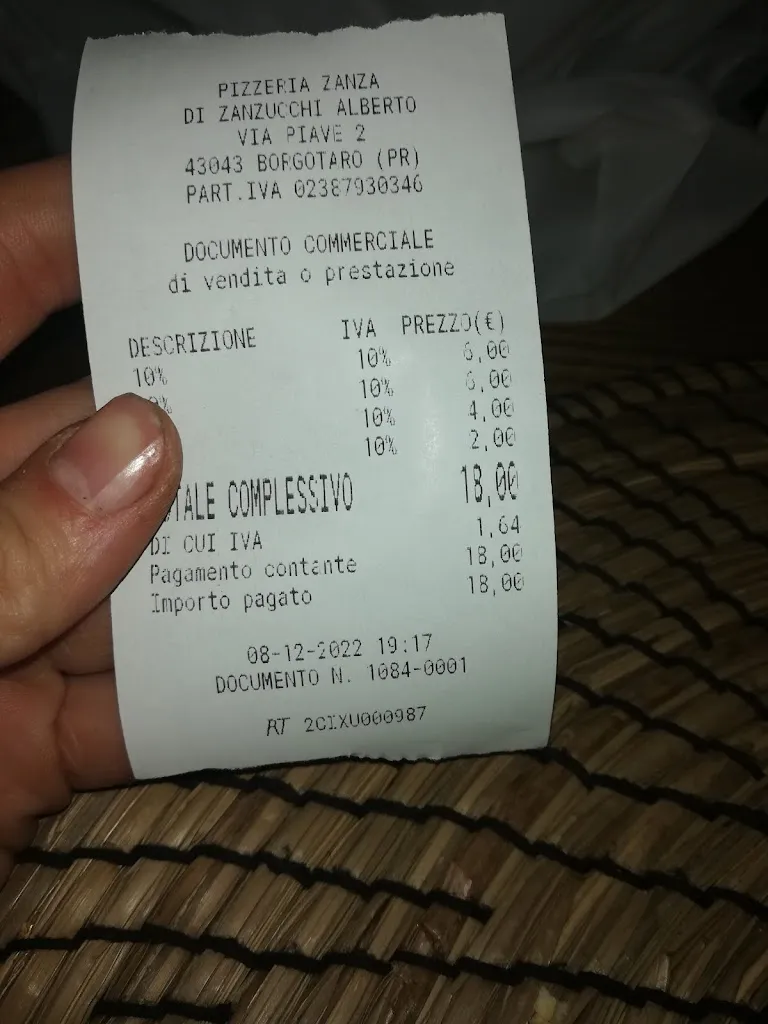 PIZZERIA ZANZA
DI ZANZUCCHI ALBERTO
VIA PIAVE 2
43043 BORGOTARO (PR)
PART.IVA 02387930346
DOCUMENTO COMMERCIALE
di vendita o prestazione
DESCRIZIONE IVA PREZZO(€)
10% 10% 6,00
10% 6,00
10% 4,00
10% 2,00
TALE COMPLESSIVO 18,00
DI CUI IVA 1,64
Pagamento contante 18,00
Importo pagato 18,00
08-12-2022 19:17
DOCUMENTO N. 1084-0001
RT 2CIXU000987